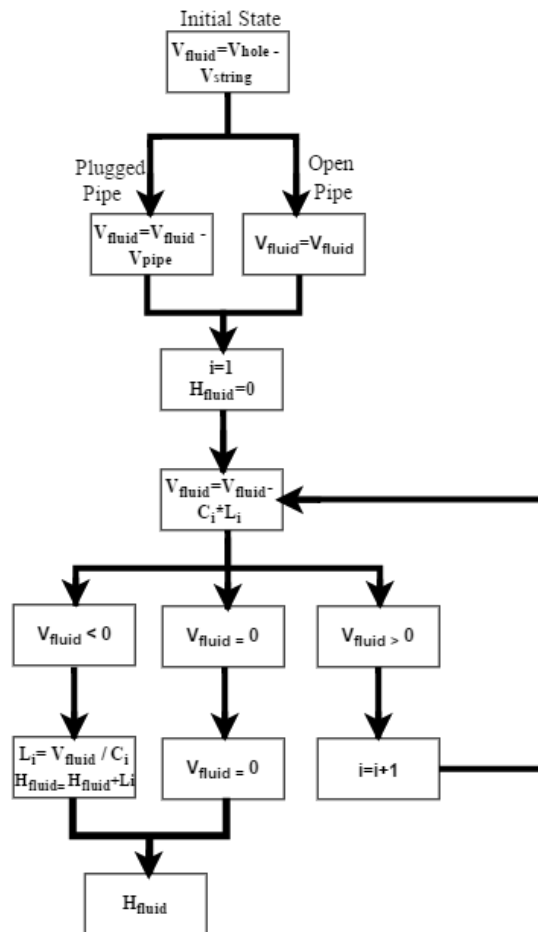 Initial State
Vfluid=Vhole -
Vstring
Plugged
Pipe
Open
Pipe
Vfluid=Vfluid -
Vpipe
Vfluid=Vfluid
i=1
Hfluid=0
Vfluid=Vfluid-
Ci*Li
Vfluid < 0
Vfluid = 0
Vfluid > 0
Li= Vfluid / Ci
Hfluid= Hfluid+Li
Vfluid = 0
i=i+1
Hfluid